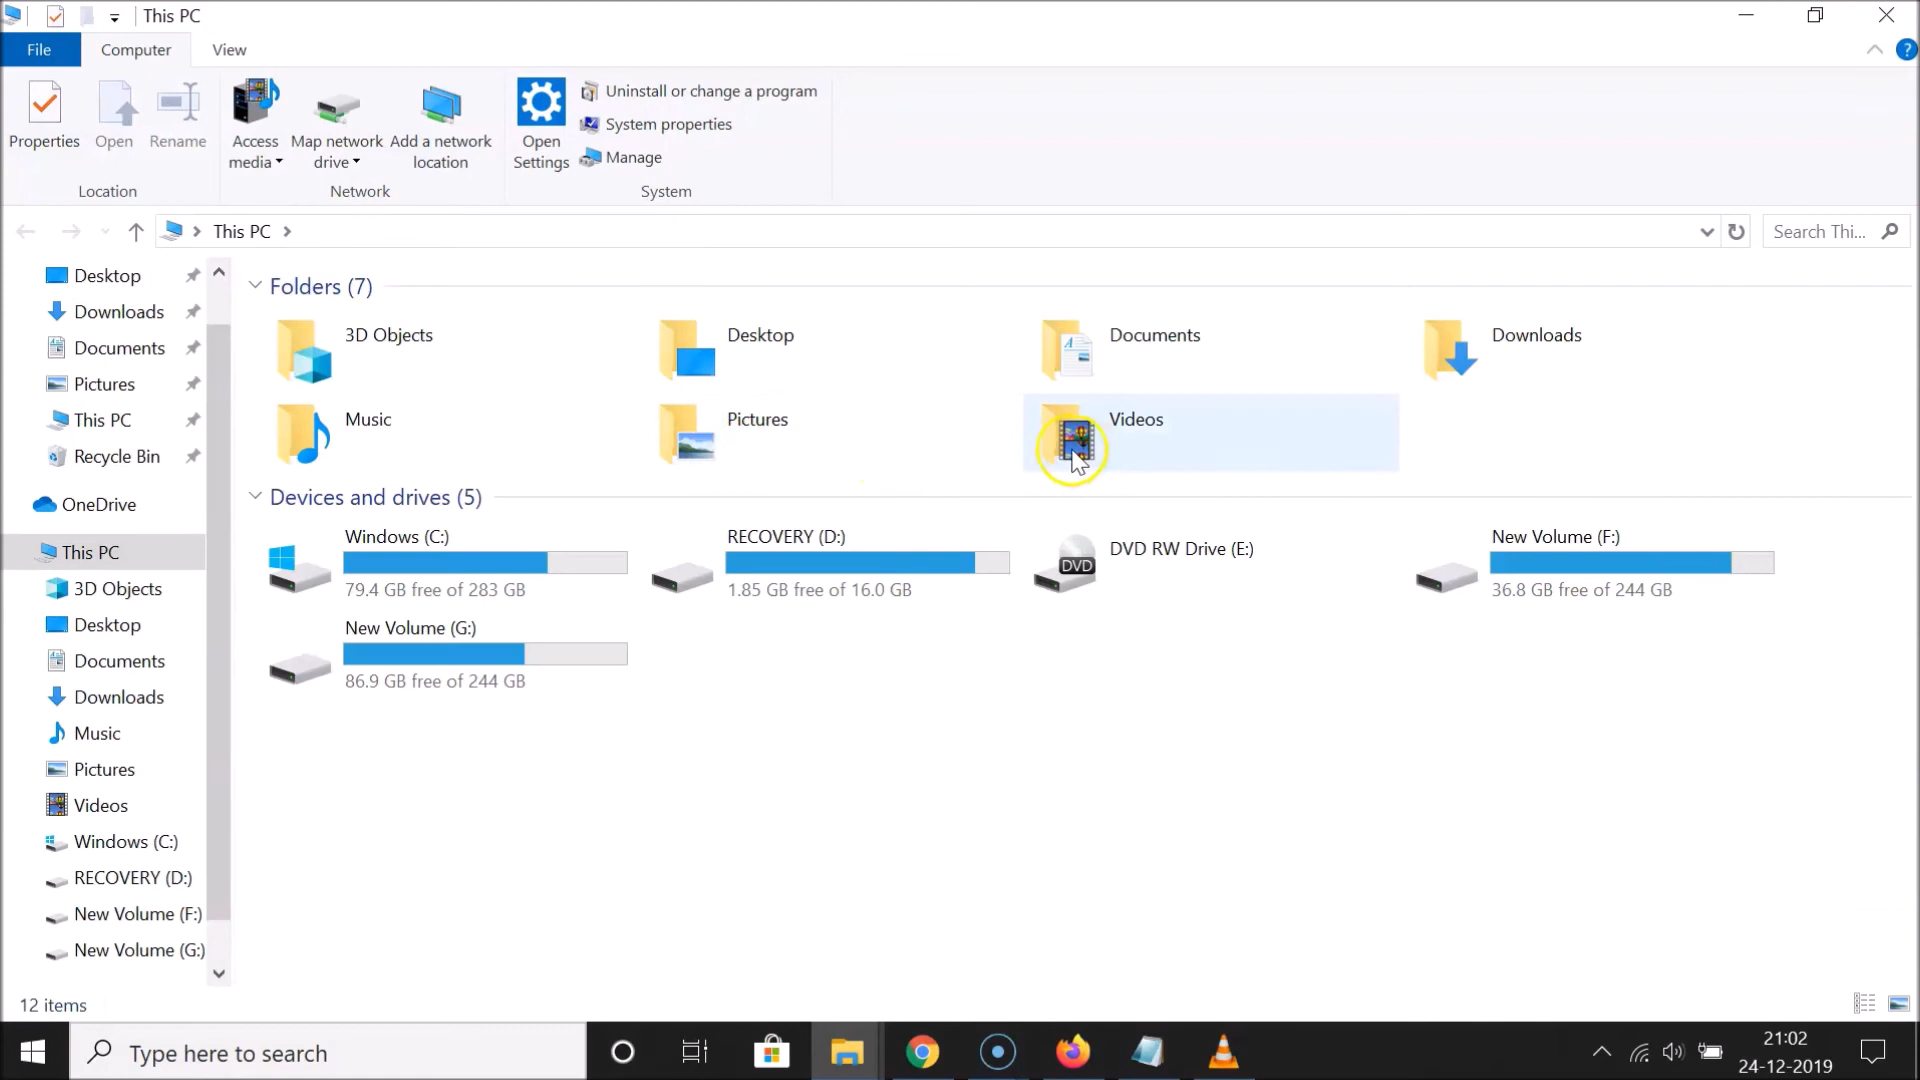 This PC
File
Computer
View
Properties
Open
Rename
Access media
Map network drive
Add a network location
Open Settings
Uninstall or change a program
System properties
Manage
Location
Network
System
This PC
Search Thi...
Desktop
Downloads
Documents
Pictures
This PC
Recycle Bin
OneDrive
This PC
3D Objects
Desktop
Documents
Downloads
Music
Pictures
Videos
Windows (C:)
RECOVERY (D:)
New Volume (F:)
New Volume (G:)
Folders (7)
3D Objects
Desktop
Documents
Downloads
Music
Pictures
Videos
Devices and drives (5)
Windows (C:)
79.4 GB free of 283 GB
RECOVERY (D:)
1.85 GB free of 16.0 GB
DVD
DVD RW Drive (E:)
New Volume (F:)
36.8 GB free of 244 GB
New Volume (G:)
86.9 GB free of 244 GB
12 items
Type here to search
21:02
24-12-2019